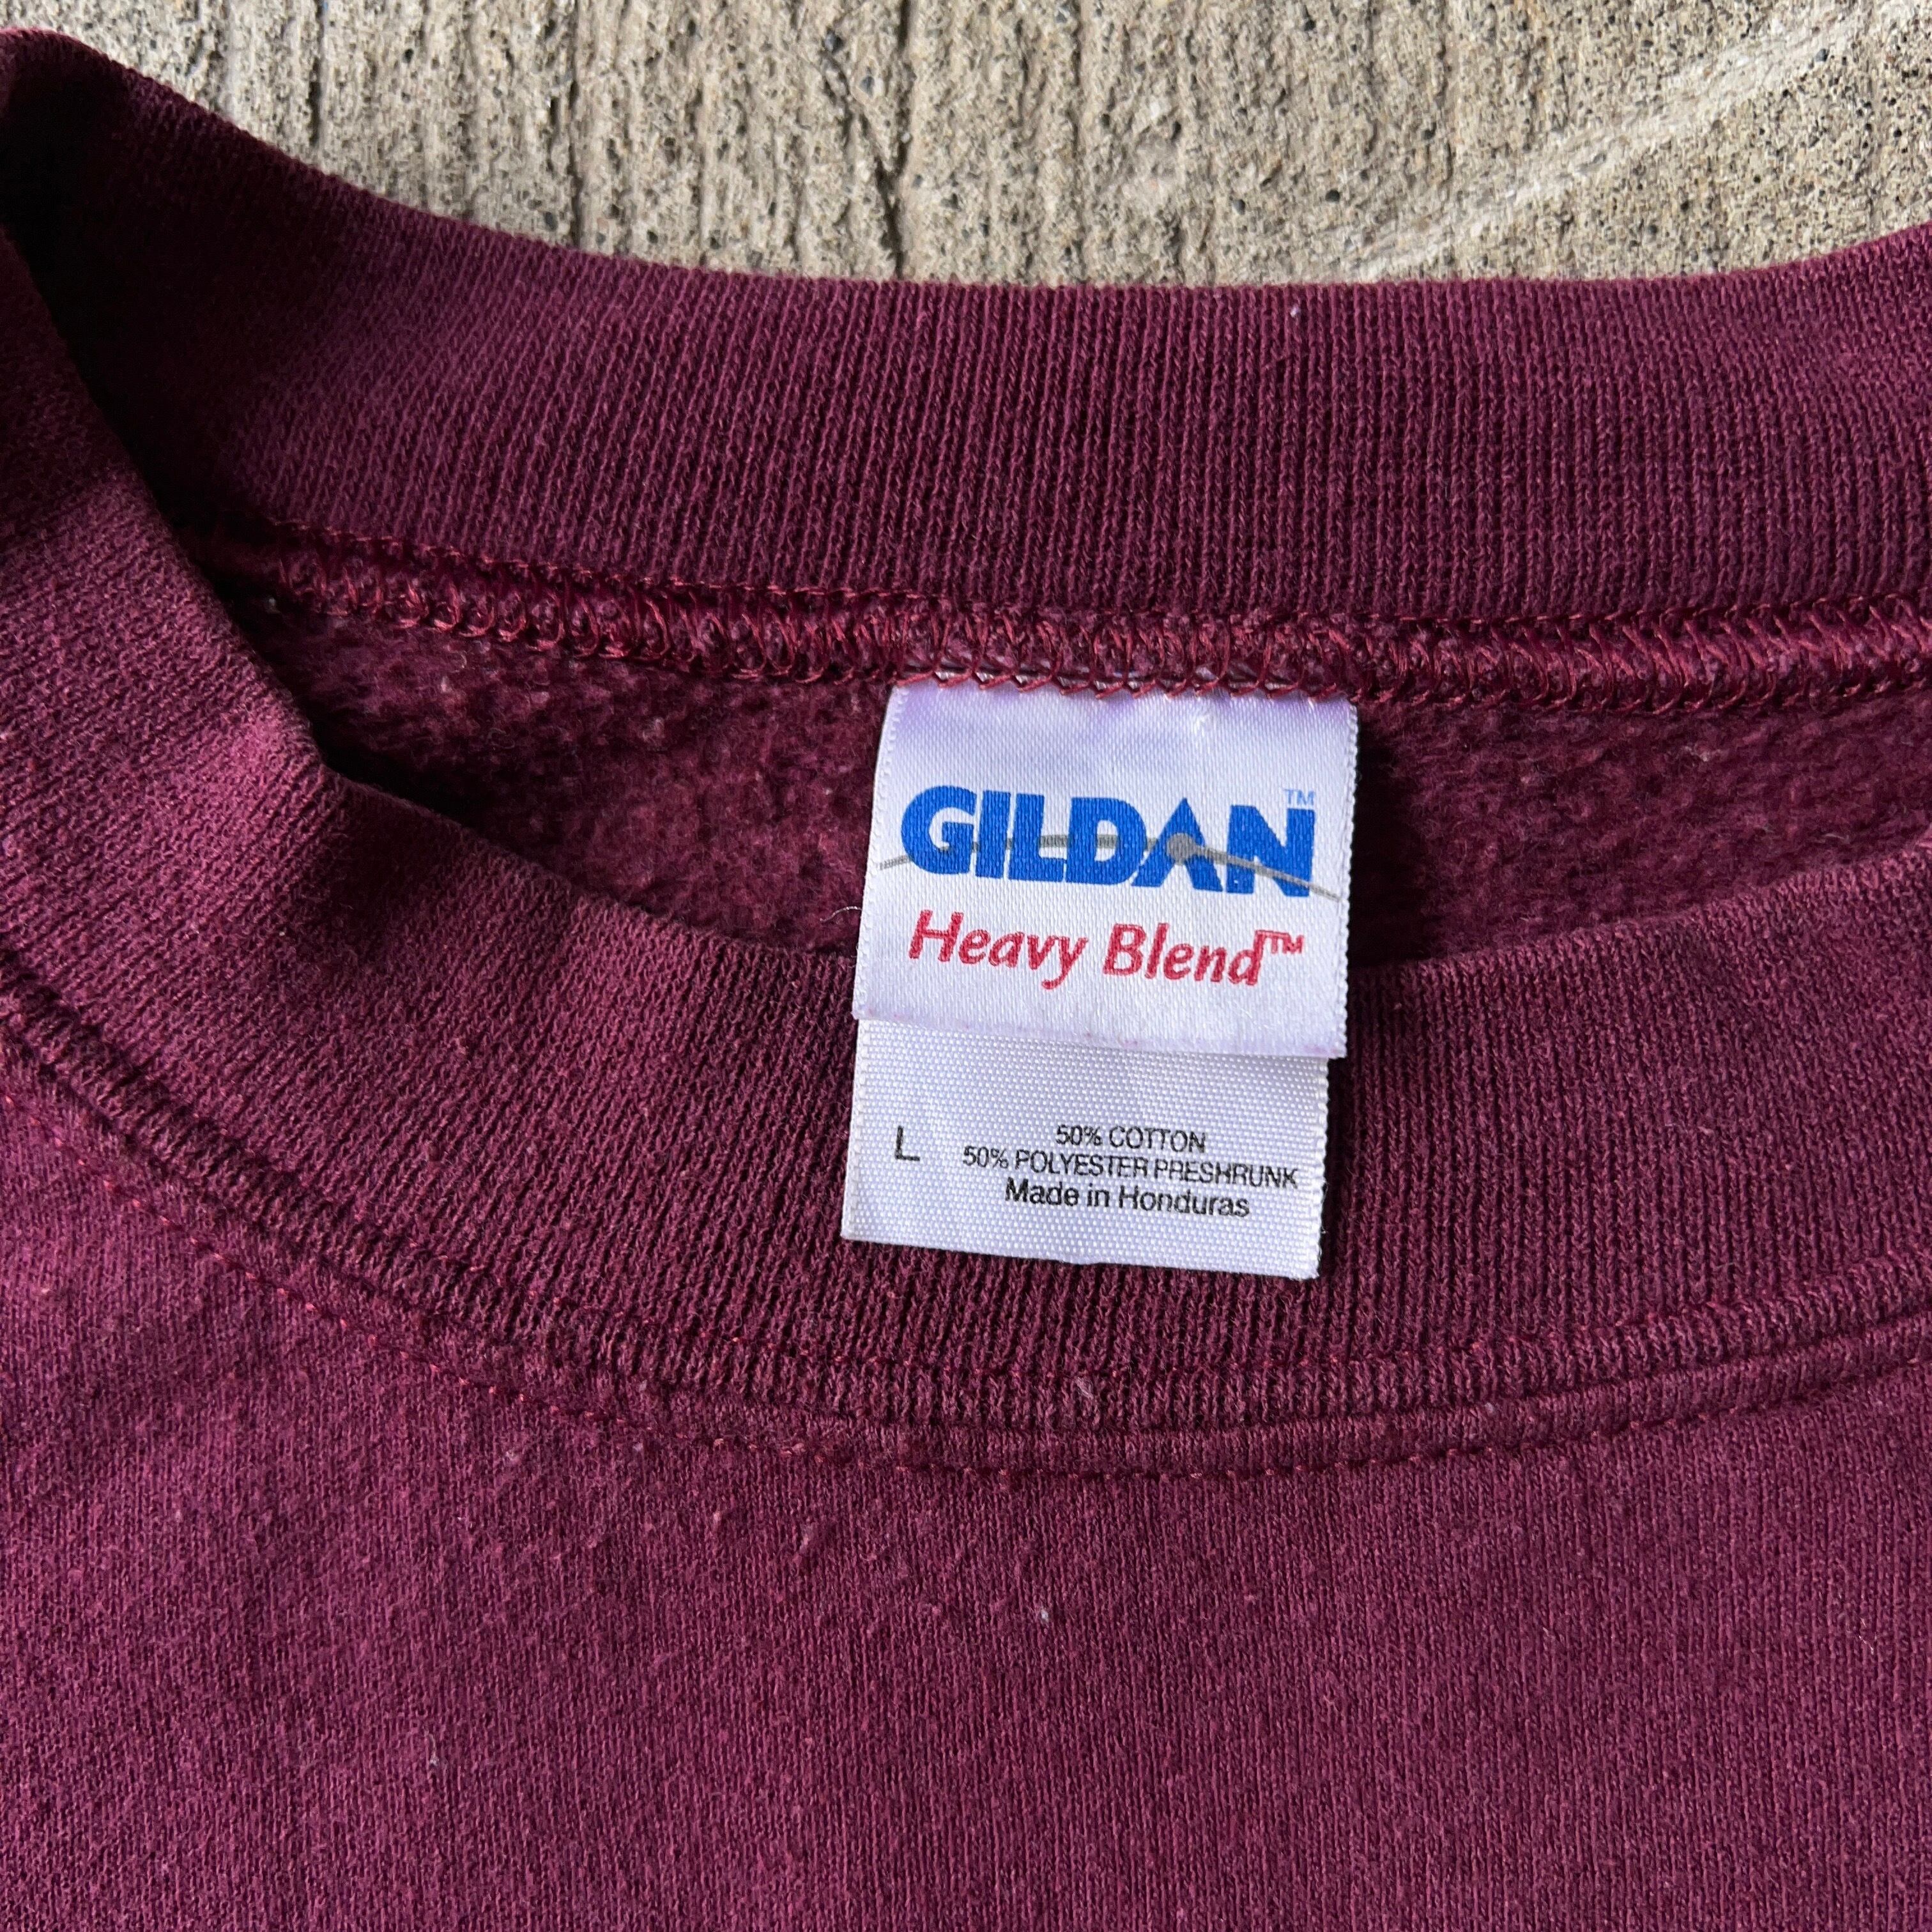 GILDAN™
Heavy Blend™
L
50% COTTON
50% POLYESTER PRESHRUNK
Made in Honduras